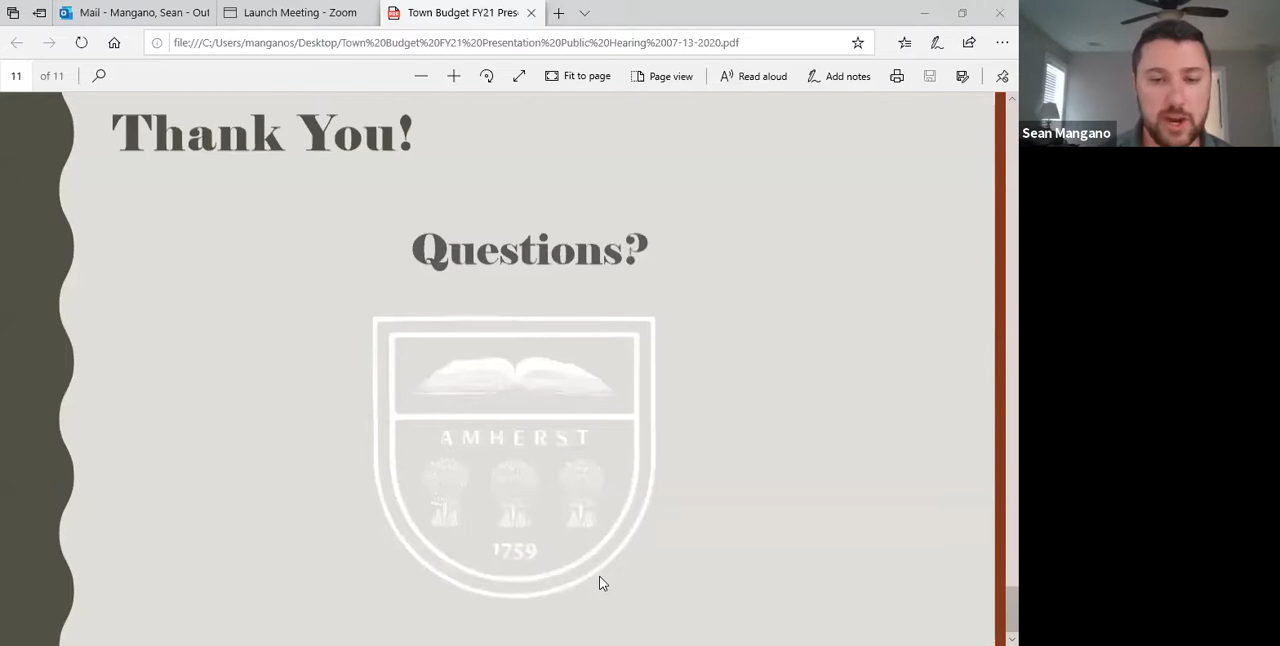 Mail - Mangano, Sean - Out
Launch Meeting - Zoom
Town Budget FY21 Pres
file:///C:/Users/manganos/Desktop/Town%20Budget%20FY21%20Presentation%20Public%20Hearing%2007-13-2020.pdf
11 of 11
Fit to page
Page view
Read aloud
Add notes
Thank You!
Questions?
AMHERST
1759
Sean Mangano